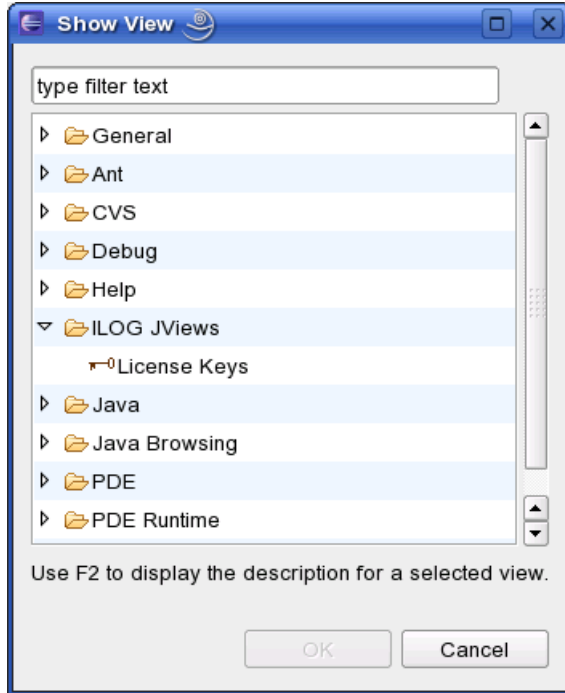 Show View
type filter text
General
Ant
CVS
Debug
Help
ILOG JViews
License Keys
Java
Java Browsing
PDE
PDE Runtime
Use F2 to display the description for a selected view.
OK
Cancel